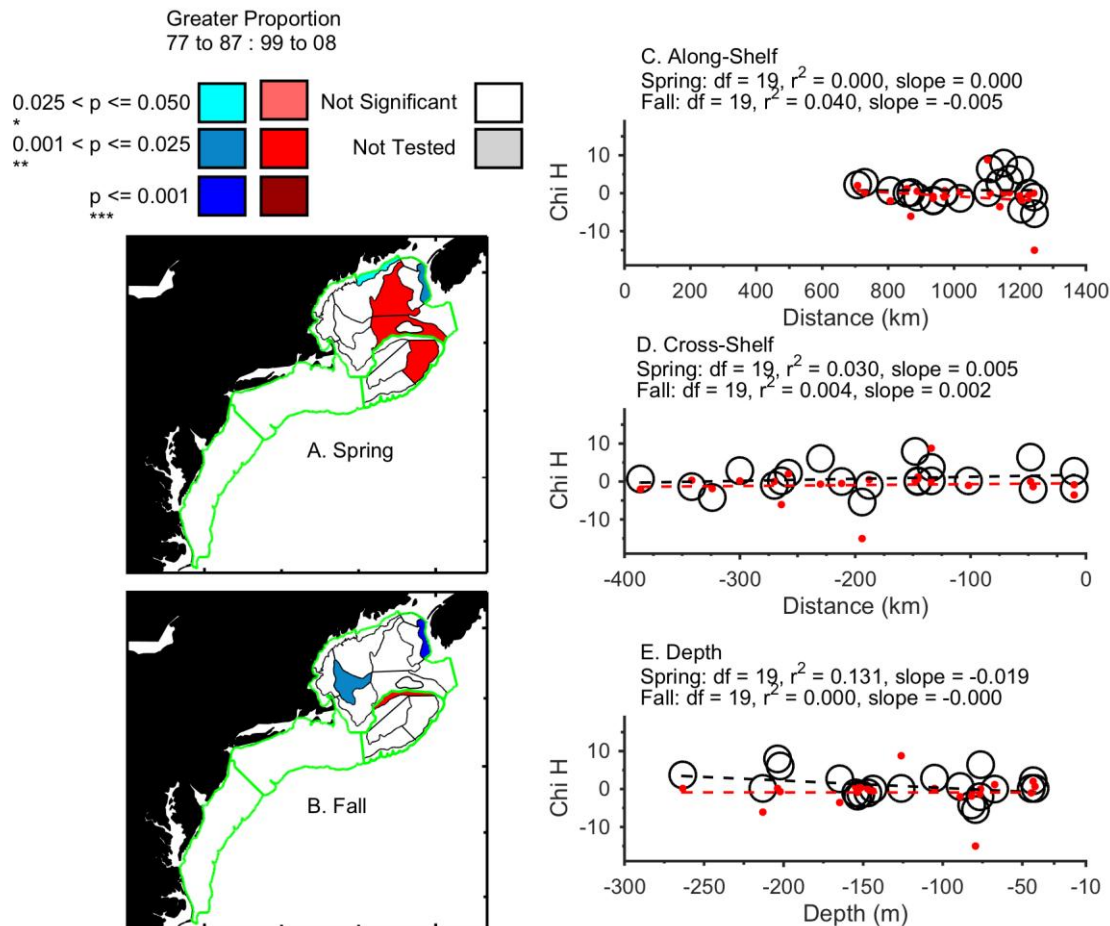 Greater Proportion
77 to 87 : 99 to 08
0.025 < p <= 0.050
*
0.001 < p <= 0.025
**
p <= 0.001
***
Not Significant
Not Tested
A. Spring
B. Fall
C. Along-Shelf
Spring: df = 19, r² = 0.000, slope = 0.000
Fall: df = 19, r² = 0.040, slope = -0.005
Chi H
10
0
-10
0 200 400 600 800 1000 1200 1400
Distance (km)
D. Cross-Shelf
Spring: df = 19, r² = 0.030, slope = 0.005
Fall: df = 19, r² = 0.004, slope = 0.002
Chi H
10
0
-10
-400 -300 -200 -100 0
Distance (km)
E. Depth
Spring: df = 19, r² = 0.131, slope = -0.019
Fall: df = 19, r² = 0.000, slope = -0.000
Chi H
10
0
-10
-300 -250 -200 -150 -100 -50 -10
Depth (m)